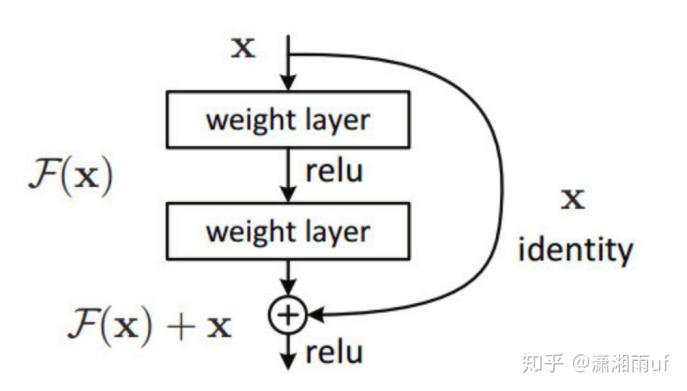 x
weight layer
F(x)
relu
weight layer
x
identity
F(x) + x
relu
知乎 @潇湘雨uf